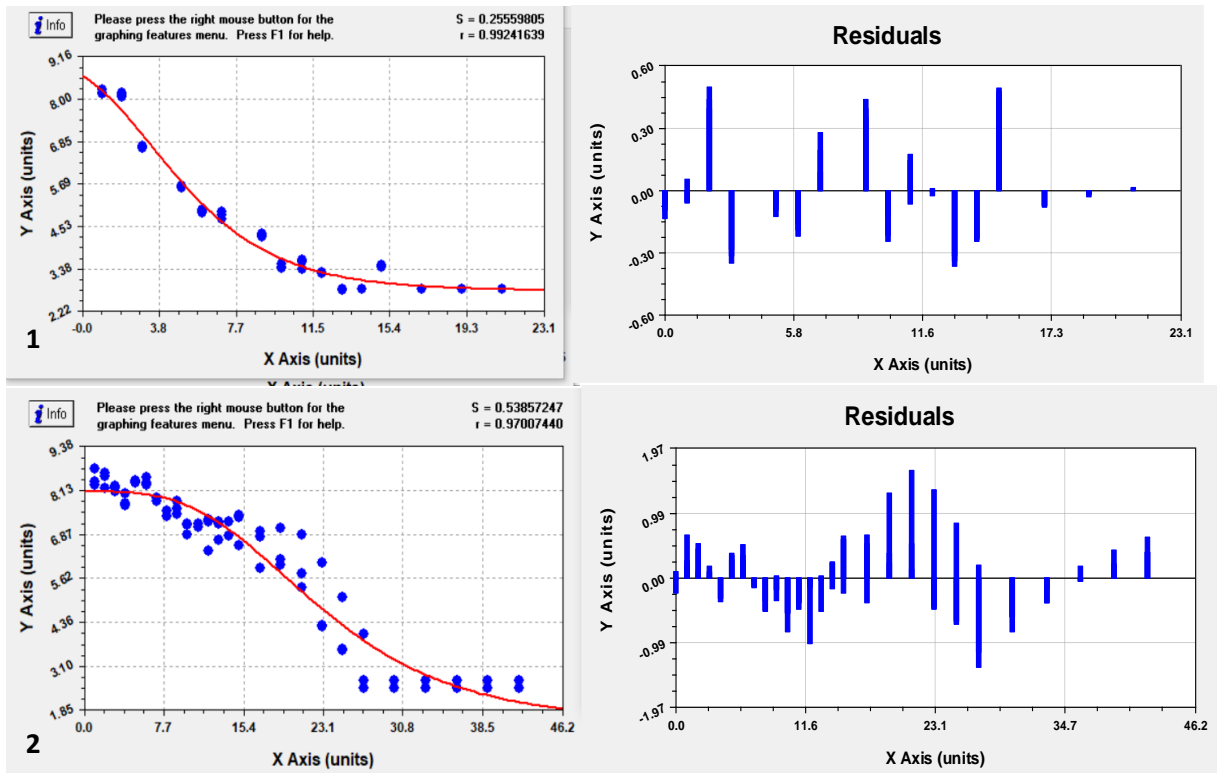 Info
Please press the right mouse button for the
graphing features menu. Press F1 for help.
S = 0.25559805
r = 0.99241639
Y Axis (units)
9.16
8.00
6.85
5.69
4.53
3.38
2.22
-0.0 3.8 7.7 11.5 15.4 19.3 23.1
X Axis (units)
1
Residuals
Y Axis (units)
0.60
0.30
0.00
-0.30
-0.60
0.0 5.8 11.6 17.3 23.1
X Axis (units)
Info
Please press the right mouse button for the
graphing features menu. Press F1 for help.
S = 0.53857247
r = 0.97007440
Y Axis (units)
9.38
8.13
6.87
5.62
4.36
3.10
1.85
0.0 7.7 15.4 23.1 30.8 38.5 46.2
X Axis (units)
2
Residuals
Y Axis (units)
1.97
0.99
0.00
-0.99
-1.97
0.0 11.6 23.1 34.7 46.2
X Axis (units)